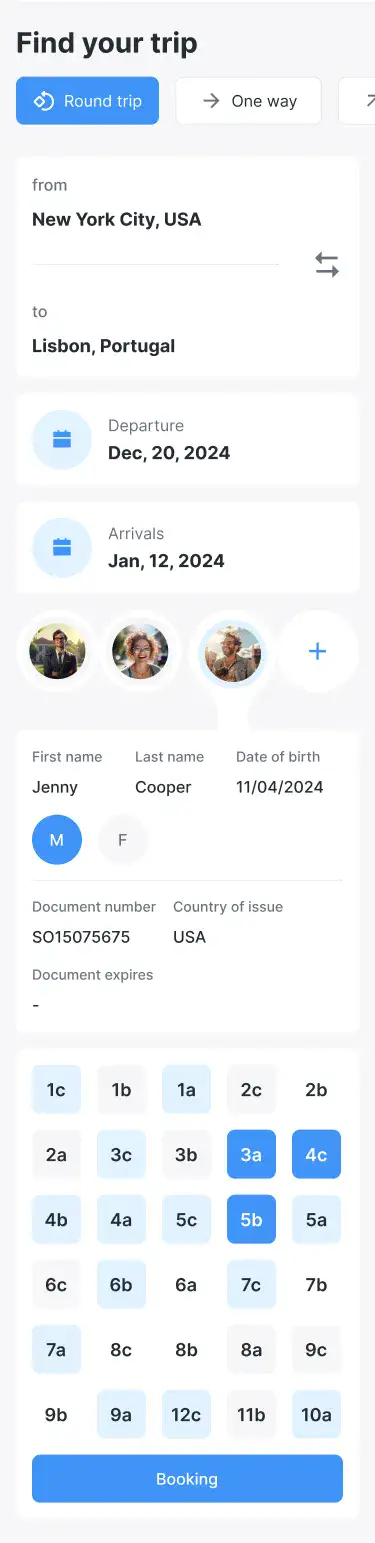 Find your trip
Round trip
One way
from
New York City, USA
to
Lisbon, Portugal
Departure
Dec, 20, 2024
Arrivals
Jan, 12, 2024
+
First name Last name Date of birth
Jenny Cooper 11/04/2024
M F
Document number Country of issue
SO15075675 USA
Document expires
-
1c 1b 1a 2c 2b
2a 3c 3b 3a 4c
4b 4a 5c 5b 5a
6c 6b 6a 7c 7b
7a 8c 8b 8a 9c
9b 9a 12c 11b 10a
Booking